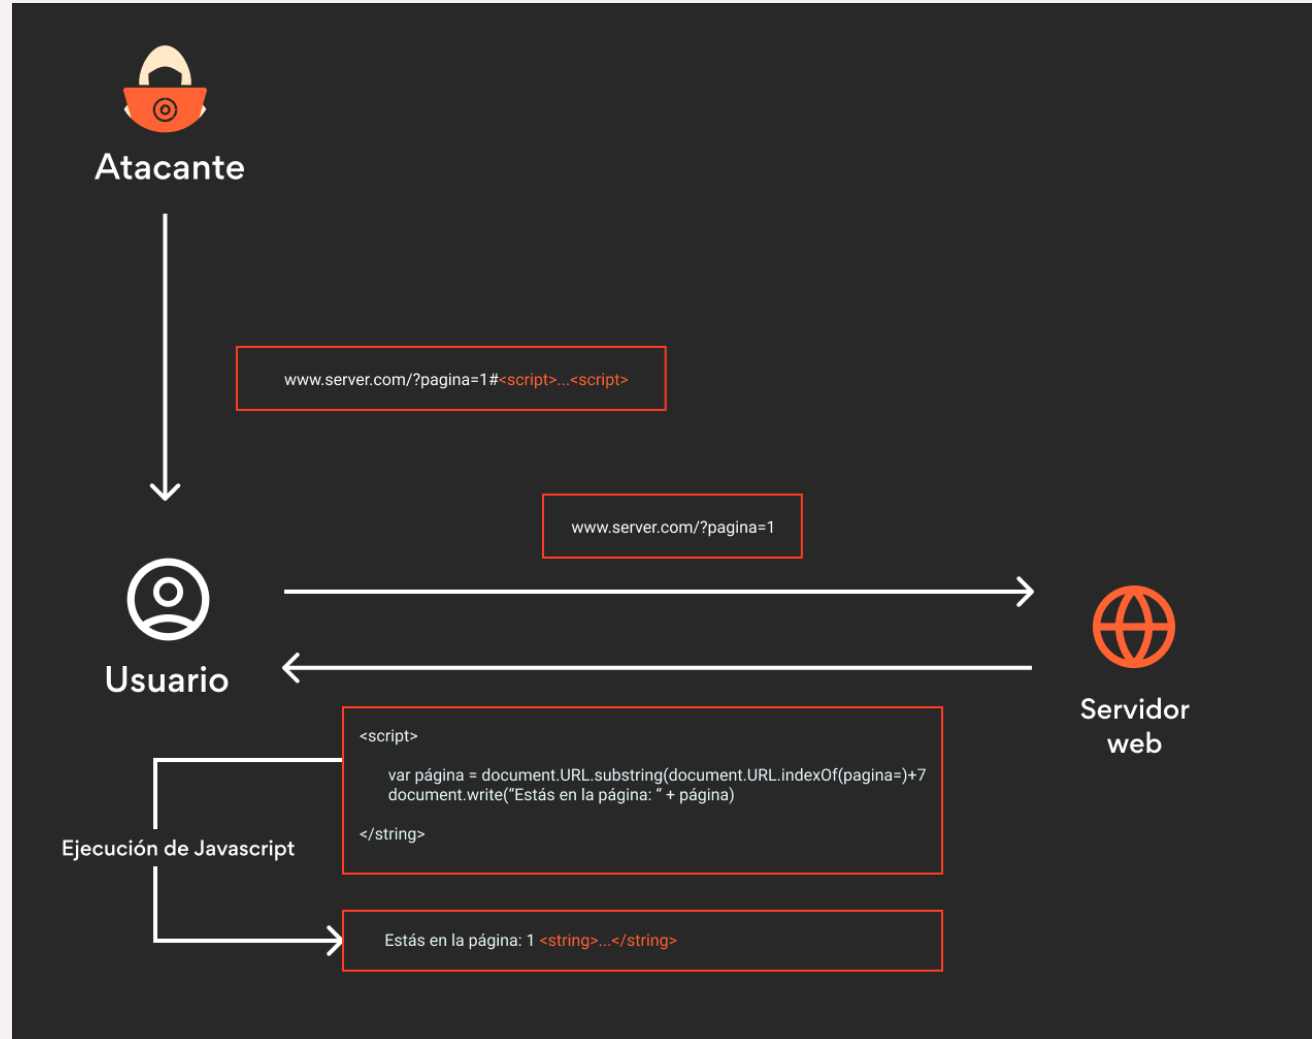 Atacante
www.server.com/?pagina=1#<script>...<script>
www.server.com/?pagina=1
Usuario
Servidor
web
<script>
var página = document.URL.substring(document.URL.indexOf(pagina=)+7
document.write(“Estás en la página: “ + página)
</string>
Ejecución de Javascript
Estás en la página: 1 <string>...</string>